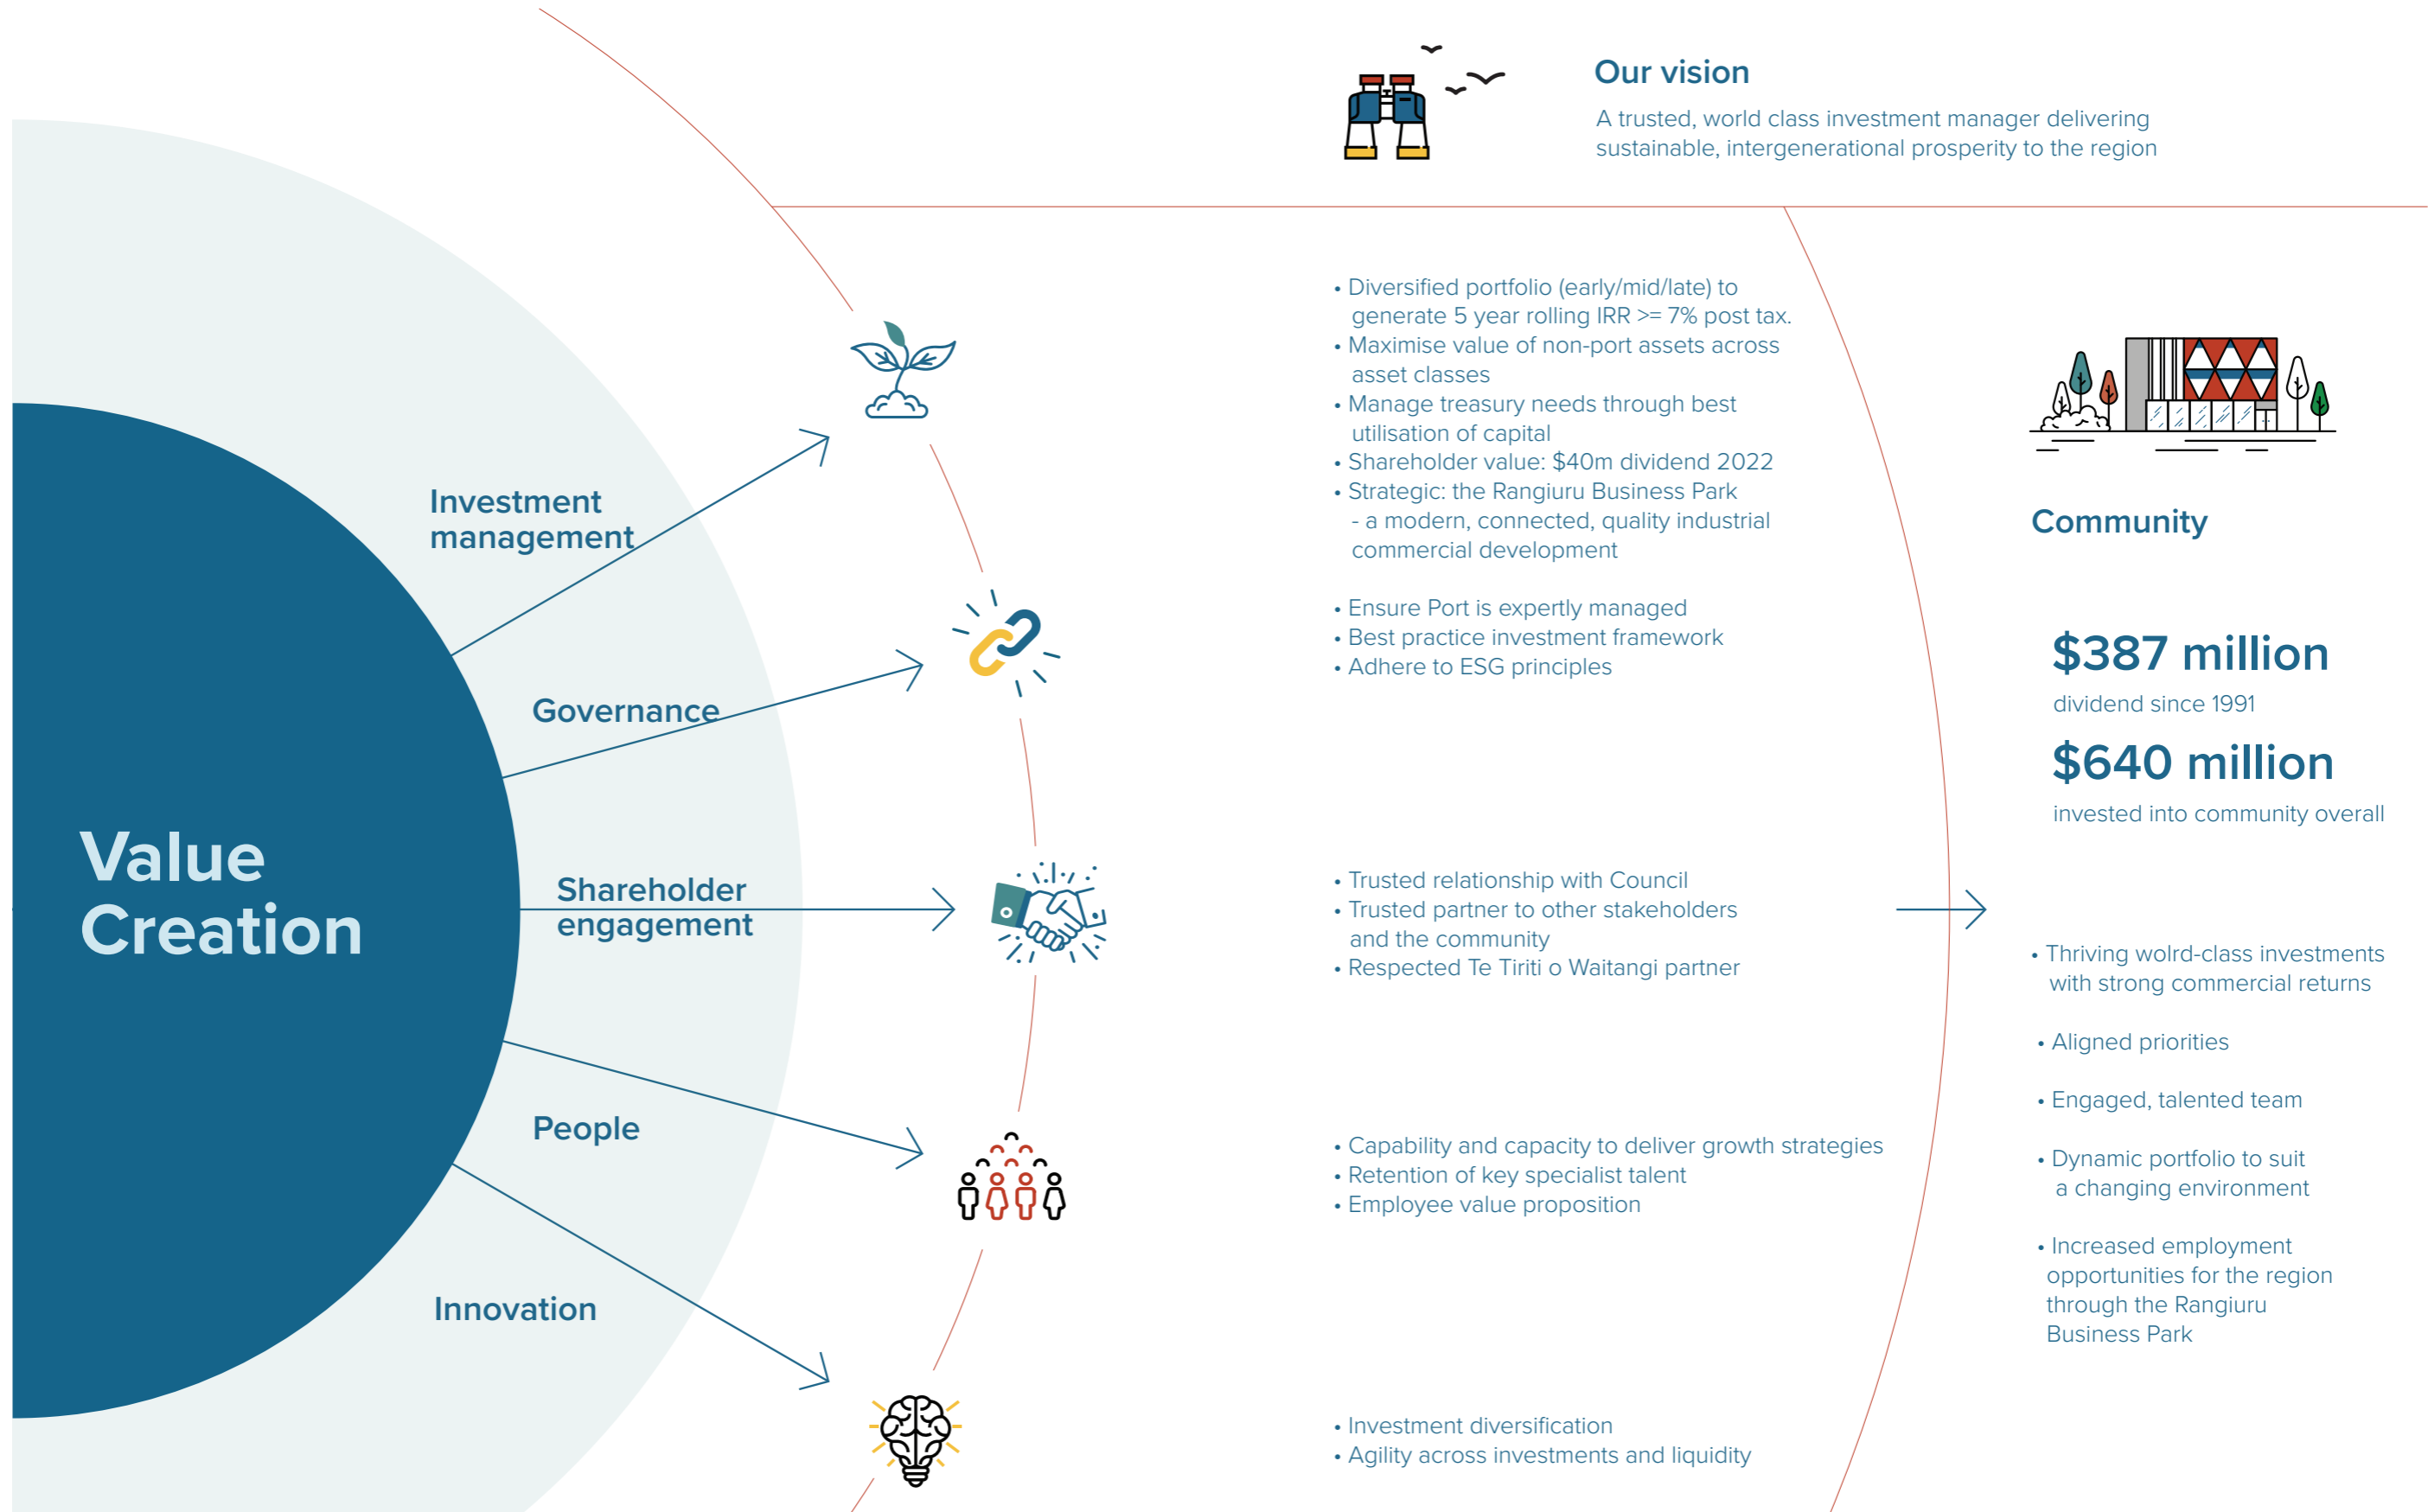 Our vision
A trusted, world class investment manager delivering
sustainable, intergenerational prosperity to the region
Value
Creation
Investment
management
• Diversified portfolio (early/mid/late) to
generate 5 year rolling IRR >= 7% post tax.
• Maximise value of non-port assets across
asset classes
• Manage treasury needs through best
utilisation of capital
• Shareholder value: $40m dividend 2022
• Strategic: the Rangiuru Business Park
- a modern, connected, quality industrial
commercial development
Governance
• Ensure Port is expertly managed
• Best practice investment framework
• Adhere to ESG principles
Shareholder
engagement
• Trusted relationship with Council
• Trusted partner to other stakeholders
and the community
• Respected Te Tiriti o Waitangi partner
People
• Capability and capacity to deliver growth strategies
• Retention of key specialist talent
• Employee value proposition
Innovation
• Investment diversification
• Agility across investments and liquidity
Community
$387 million
dividend since 1991
$640 million
invested into community overall
• Thriving wolrd-class investments
with strong commercial returns
• Aligned priorities
• Engaged, talented team
• Dynamic portfolio to suit
a changing environment
• Increased employment
opportunities for the region
through the Rangiuru
Business Park